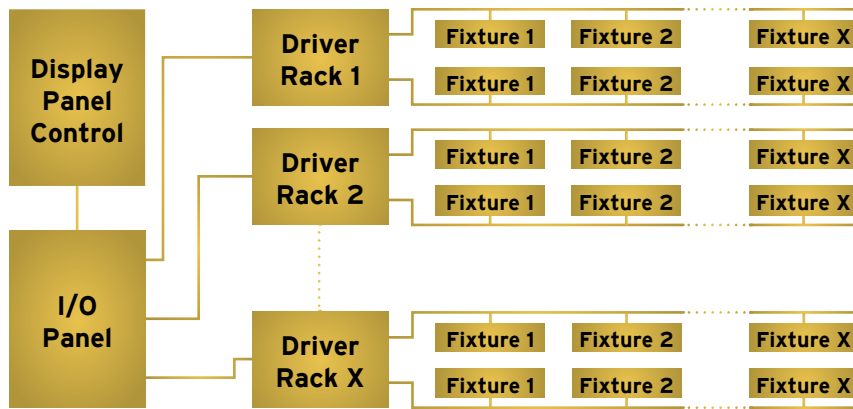 Display
Panel
Control
I/O
Panel
Driver
Rack 1
Fixture 1
Fixture 2
Fixture X
Fixture 1
Fixture 2
Fixture X
Driver
Rack 2
Fixture 1
Fixture 2
Fixture X
Fixture 1
Fixture 2
Fixture X
Driver
Rack X
Fixture 1
Fixture 2
Fixture X
Fixture 1
Fixture 2
Fixture X